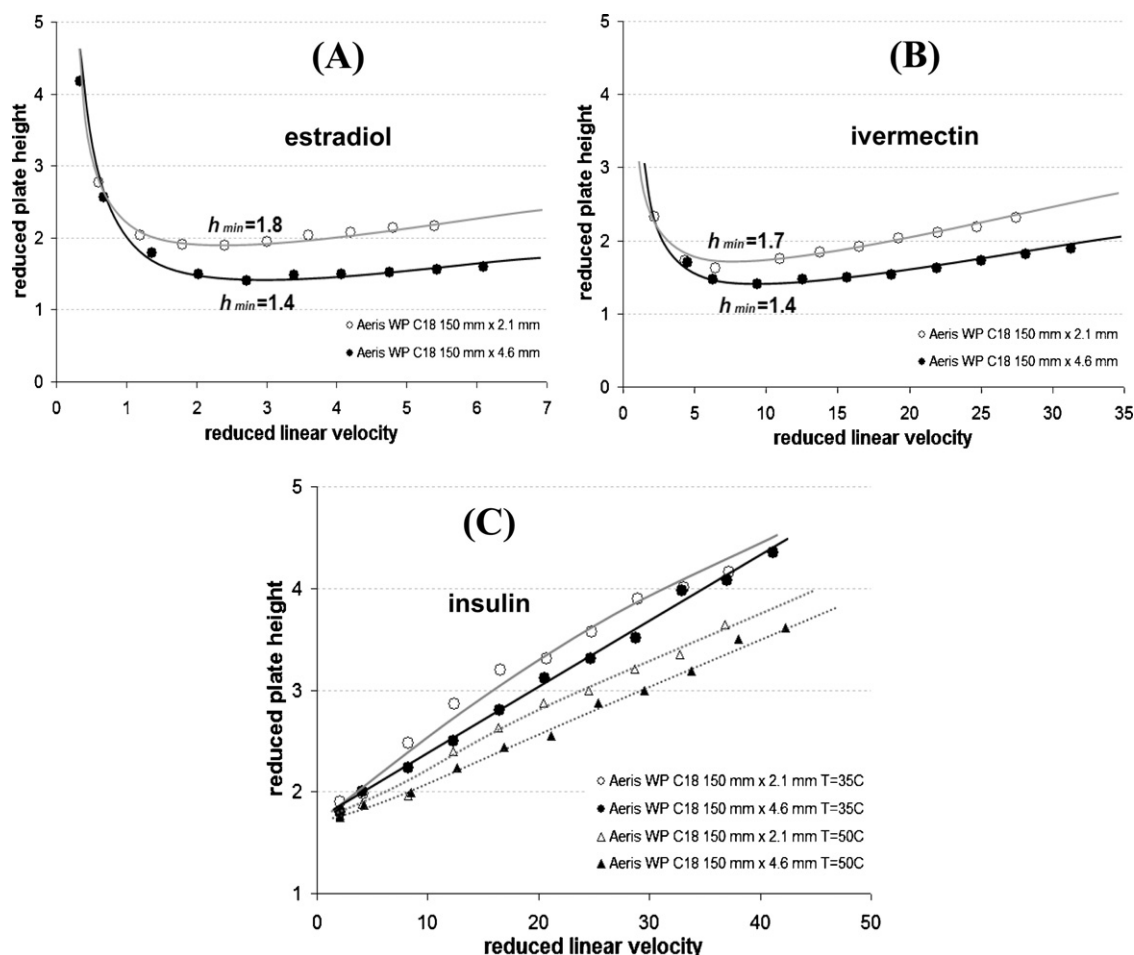 (A)
estradiol
h min=1.8
h min=1.4
Aeris WP C18 150 mm x 2.1 mm
Aeris WP C18 150 mm x 4.6 mm
reduced plate height
5
4
3
2
1
0
0 1 2 3 4 5 6 7
reduced linear velocity
(B)
ivermectin
h min=1.7
h min=1.4
Aeris WP C18 150 mm x 2.1 mm
Aeris WP C18 150 mm x 4.6 mm
reduced plate height
5
4
3
2
1
0
0 5 10 15 20 25 30 35
reduced linear velocity
(C)
insulin
Aeris WP C18 150 mm x 2.1 mm T=35C
Aeris WP C18 150 mm x 4.6 mm T=35C
Aeris WP C18 150 mm x 2.1 mm T=50C
Aeris WP C18 150 mm x 4.6 mm T=50C
reduced plate height
5
4
3
2
1
0 10 20 30 40 50
reduced linear velocity